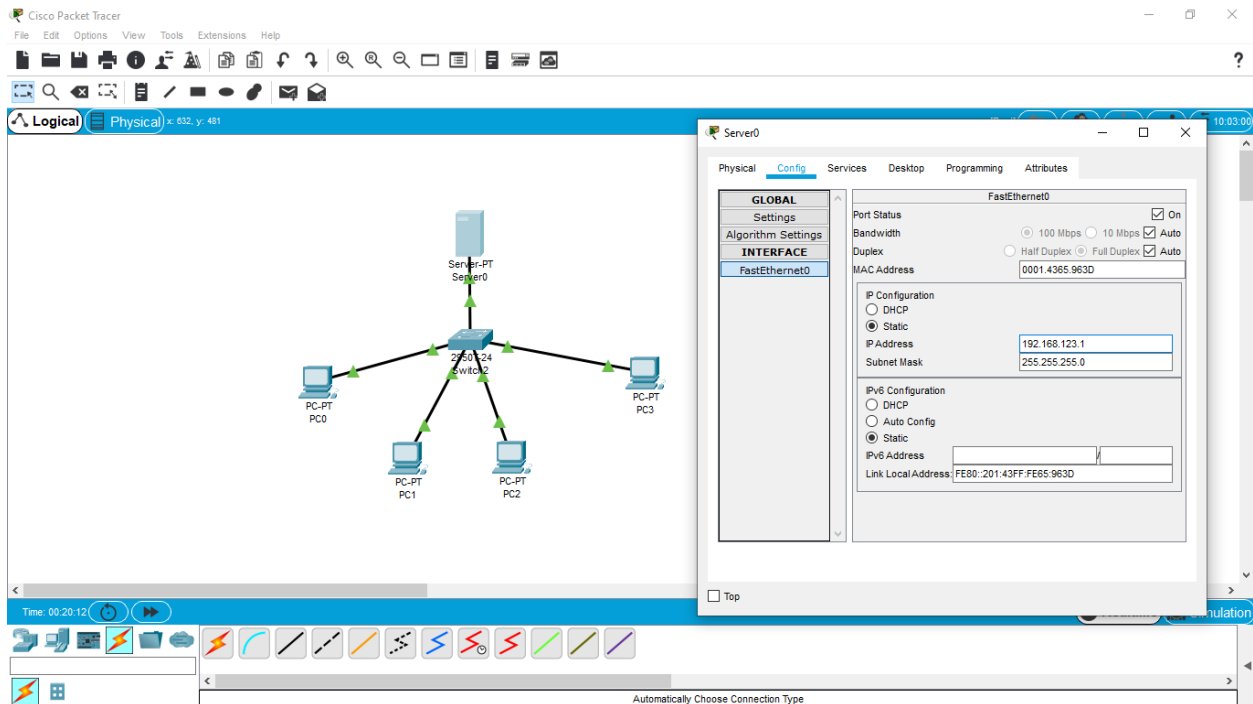 Cisco Packet Tracer
File Edit Options View Tools Extensions Help
?
Logical Physical x: 632, y: 481 10:03:00
Server0
Physical Config Services Desktop Programming Attributes
GLOBAL
Settings
Algorithm Settings
INTERFACE
FastEthernet0
FastEthernet0
Port Status On
Bandwidth 100 Mbps 10 Mbps Auto
Duplex Half Duplex Full Duplex Auto
MAC Address 0001.4365.963D
IP Configuration
DHCP
Static
IP Address 192.168.123.1
Subnet Mask 255.255.255.0
IPv6 Configuration
DHCP
Auto Config
Static
IPv6 Address /
Link Local Address: FE80::201:43FF:FE65:963D
Top
Server-PT
Server0
2950T-24
Switch2
PC-PT
PC0
PC-PT
PC1
PC-PT
PC2
PC-PT
PC3
Time: 00:20:12
Automatically Choose Connection Type